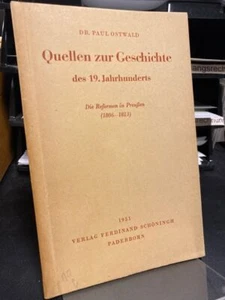 DR. PAUL OSTWALD
Quellen zur Geschichte
des 19. Jahrhunderts
Die Reformen in Preußen
(1806-1813)
1951
VERLAG FERDINAND SCHÖNINGH
PADERBORN